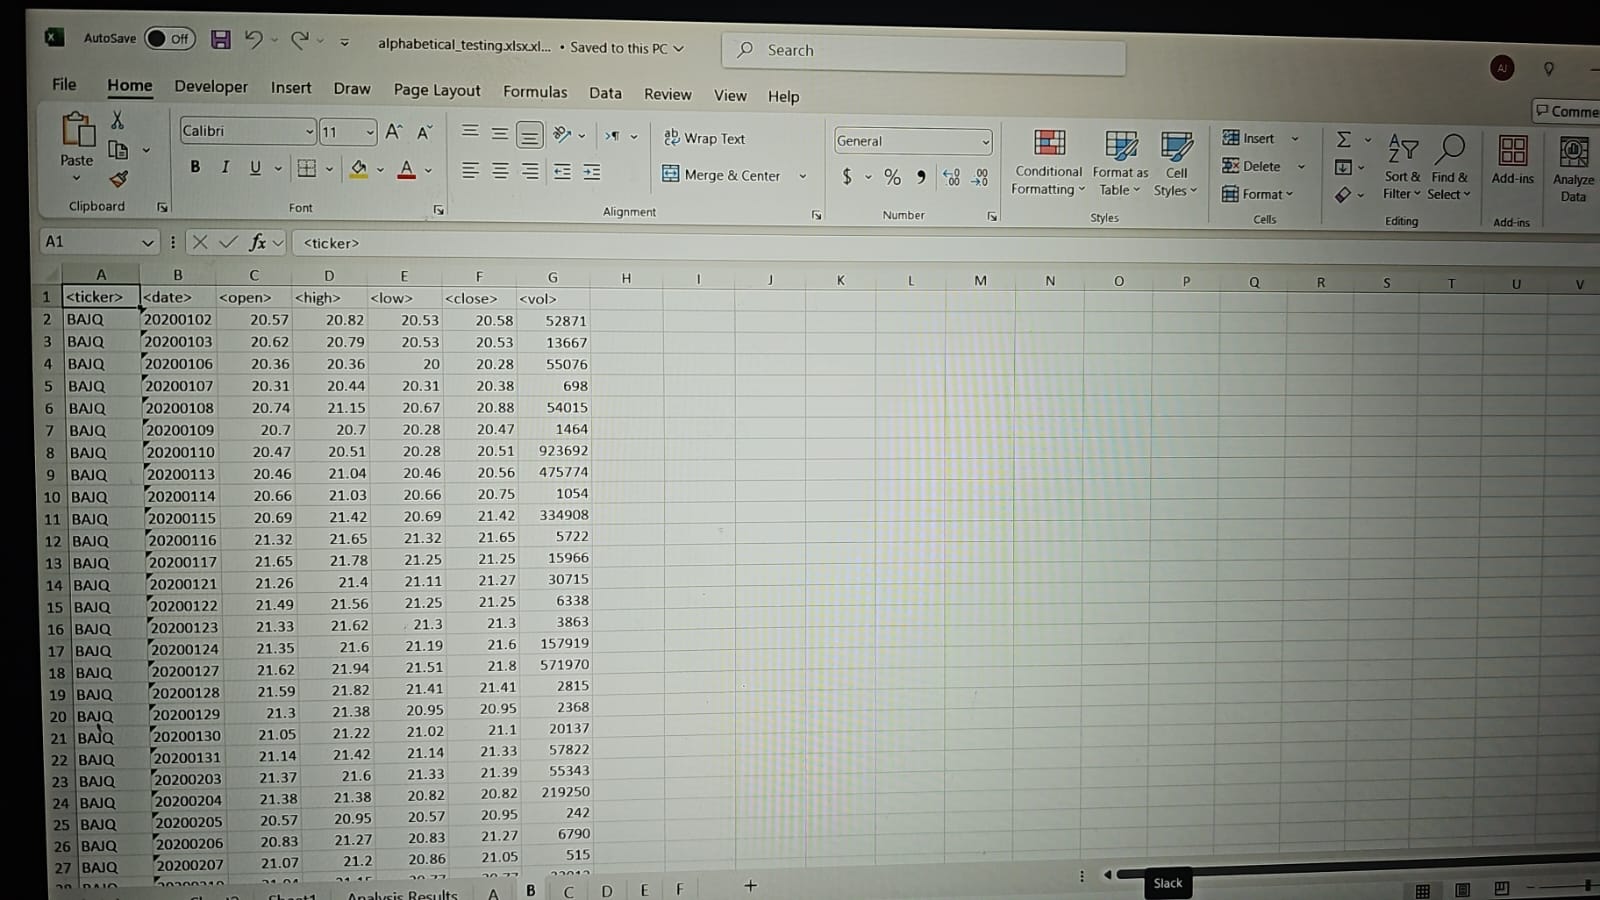 AutoSave Off alphabetical_testing.xlsx.xl... • Saved to this PC Search AJ
File Home Developer Insert Draw Page Layout Formulas Data Review View Help
Comme
Paste
Clipboard
Calibri 11
B I U
Font
ab Wrap Text
Merge & Center
Alignment
General
$ % 9
Number
Conditional Formatting
Format as Table
Cell Styles
Styles
Insert
Delete
Format
Cells
Sort & Filter
Find & Select
Editing
Add-ins
Add-ins
Analyze Data
A1 fx <ticker>
A B C D E F G H I J K L M N O P Q R S T U V
1 <ticker> <date> <open> <high> <low> <close> <vol>
2 BAJQ 20200102 20.57 20.82 20.53 20.58 52871
3 BAJQ 20200103 20.62 20.79 20.53 20.53 13667
4 BAJQ 20200106 20.36 20.36 20 20.28 55076
5 BAJQ 20200107 20.31 20.44 20.31 20.38 698
6 BAJQ 20200108 20.74 21.15 20.67 20.88 54015
7 BAJQ 20200109 20.7 20.7 20.28 20.47 1464
8 BAJQ 20200110 20.47 20.51 20.28 20.51 923692
9 BAJQ 20200113 20.46 21.04 20.46 20.56 475774
10 BAJQ 20200114 20.66 21.03 20.66 20.75 1054
11 BAJQ 20200115 20.69 21.42 20.69 21.42 334908
12 BAJQ 20200116 21.32 21.65 21.32 21.65 5722
13 BAJQ 20200117 21.65 21.78 21.25 21.25 15966
14 BAJQ 20200121 21.26 21.4 21.11 21.27 30715
15 BAJQ 20200122 21.49 21.56 21.25 21.25 6338
16 BAJQ 20200123 21.33 21.62 21.3 21.3 3863
17 BAJQ 20200124 21.35 21.6 21.19 21.6 157919
18 BAJQ 20200127 21.62 21.94 21.51 21.8 571970
19 BAJQ 20200128 21.59 21.82 21.41 21.41 2815
20 BAJQ 20200129 21.3 21.38 20.95 20.95 2368
21 BAJQ 20200130 21.05 21.22 21.02 21.1 20137
22 BAJQ 20200131 21.14 21.42 21.14 21.33 57822
23 BAJQ 20200203 21.37 21.6 21.33 21.39 55343
24 BAJQ 20200204 21.38 21.38 20.82 20.82 219250
25 BAJQ 20200205 20.57 20.95 20.57 20.95 242
26 BAJQ 20200206 20.83 21.27 20.83 21.27 6790
27 BAJQ 20200207 21.07 21.2 20.86 21.05 515
Analysis Results A B C D E F +
Slack